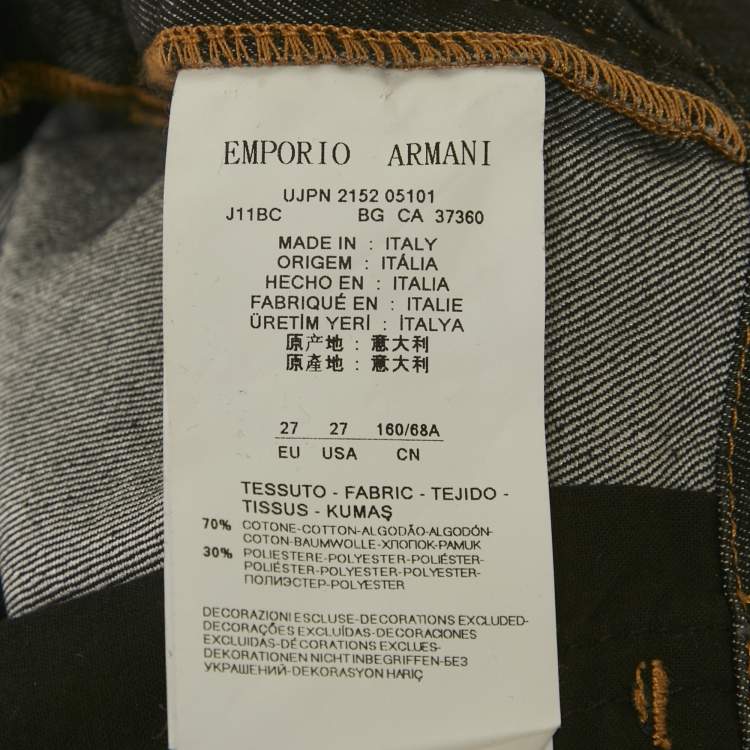 EMPORIO ARMANI
UJPN 2152 05101
J11BC BG CA 37360
MADE IN : ITALY
ORIGEM : ITÁLIA
HECHO EN : ITALIA
FABRIQUÉ EN : ITALIE
ÜRETİM YERİ : İTALYA
原产地 : 意大利
原產地 : 意大利
27 27 160/68A
EU USA CN
TESSUTO - FABRIC - TEJIDO -
TISSUS - KUMAŞ
70% COTONE-COTTON-ALGODÃO-ALGODÓN-
COTON-BAUMWOLLE-ХЛОПОК-PAMUK
30% POLIESTERE-POLYESTER-POLIÉSTER-
POLIÉSTER-POLYESTER-POLYESTER-
ПОЛИЭСТЕР-POLYESTER
DECORAZIONI ESCLUSE-DECORATIONS EXCLUDED-
DECORAÇÕES EXCLUÍDAS-DECORACIONES
EXCLUIDAS-DÉCORATIONS EXCLUES-
DEKORATIONEN NICHT INBEGRIFFEN-БЕЗ
УКРАШЕНИЙ-DEKORASYON HARİÇ